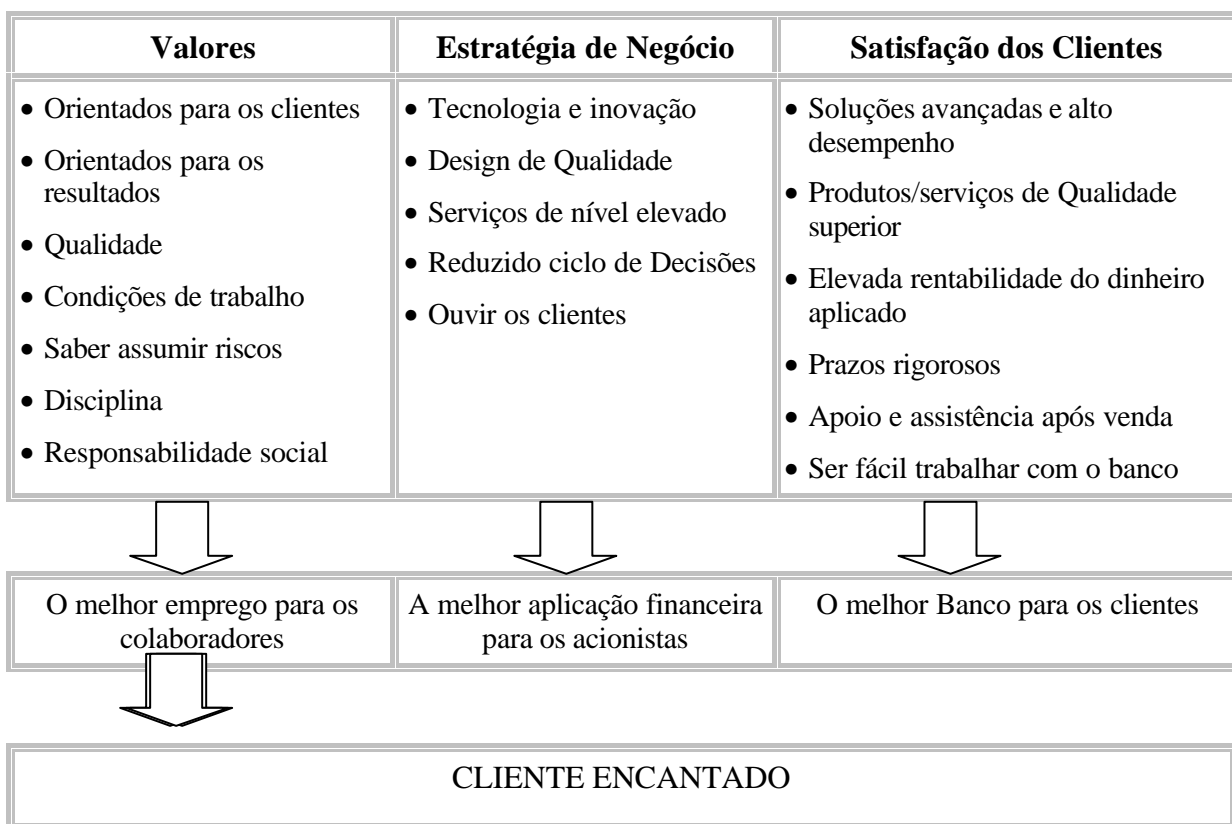 Valores
• Orientados para os clientes
• Orientados para os
resultados
• Qualidade
• Condições de trabalho
• Saber assumir riscos
• Disciplina
• Responsabilidade social
Estratégia de Negócio
• Tecnologia e inovação
• Design de Qualidade
• Serviços de nível elevado
• Reduzido ciclo de Decisões
• Ouvir os clientes
Satisfação dos Clientes
• Soluções avançadas e alto
desempenho
• Produtos/serviços de Qualidade
superior
• Elevada rentabilidade do dinheiro
aplicado
• Prazos rigorosos
• Apoio e assistência após venda
• Ser fácil trabalhar com o banco
O melhor emprego para os
colaboradores
A melhor aplicação financeira
para os acionistas
O melhor Banco para os clientes
CLIENTE ENCANTADO